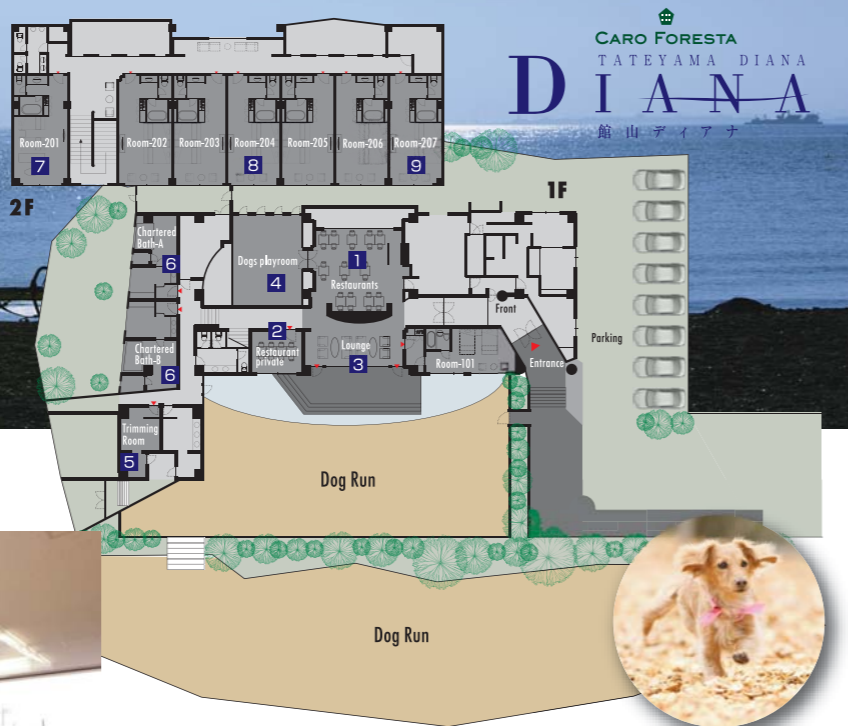 CARO FORESTA
TATEYAMA DIANA
DIANA
館山ディアナ
Room-201
7
Room-202
Room-203
Room-204
8
Room-205
Room-206
Room-207
9
2F
1F
Chartered
Bath-A
6
Dogs playroom
4
1
Restaurants
Front
Parking
2
Restaurant
private
Lounge
3
Room-101
Entrance
Chartered
Bath-B
6
Trimming
Room
5
Dog Run
Dog Run